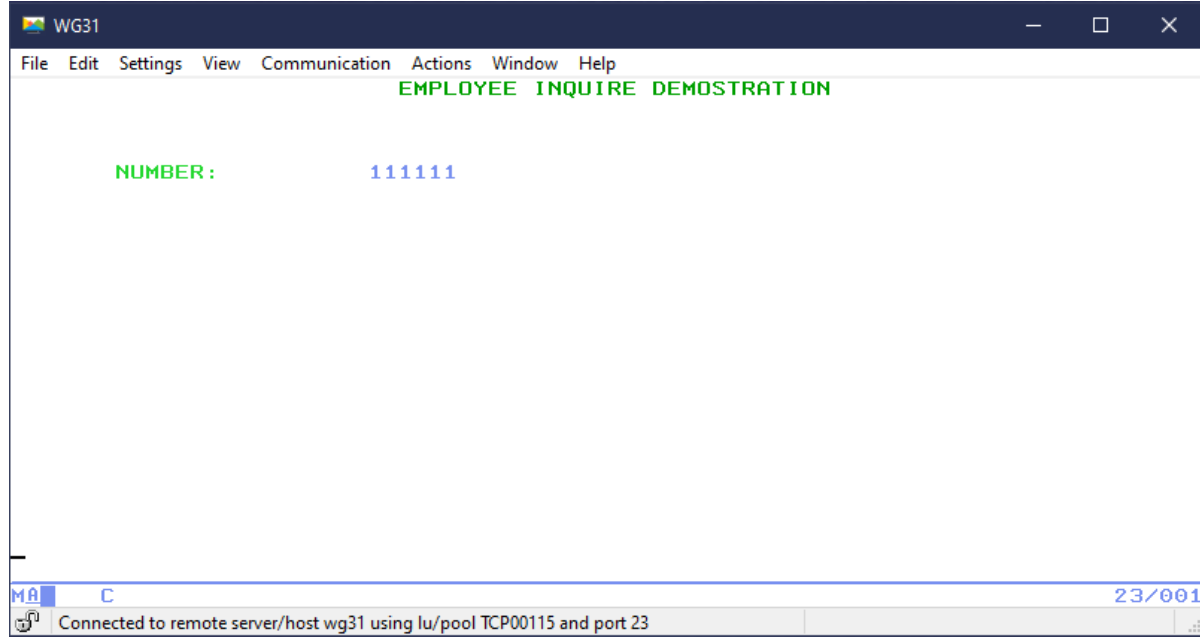 WG31
File Edit Settings View Communication Actions Window Help
EMPLOYEE INQUIRE DEMOSTRATION
NUMBER: 111111
MA C 23/001
Connected to remote server/host wg31 using lu/pool TCP00115 and port 23